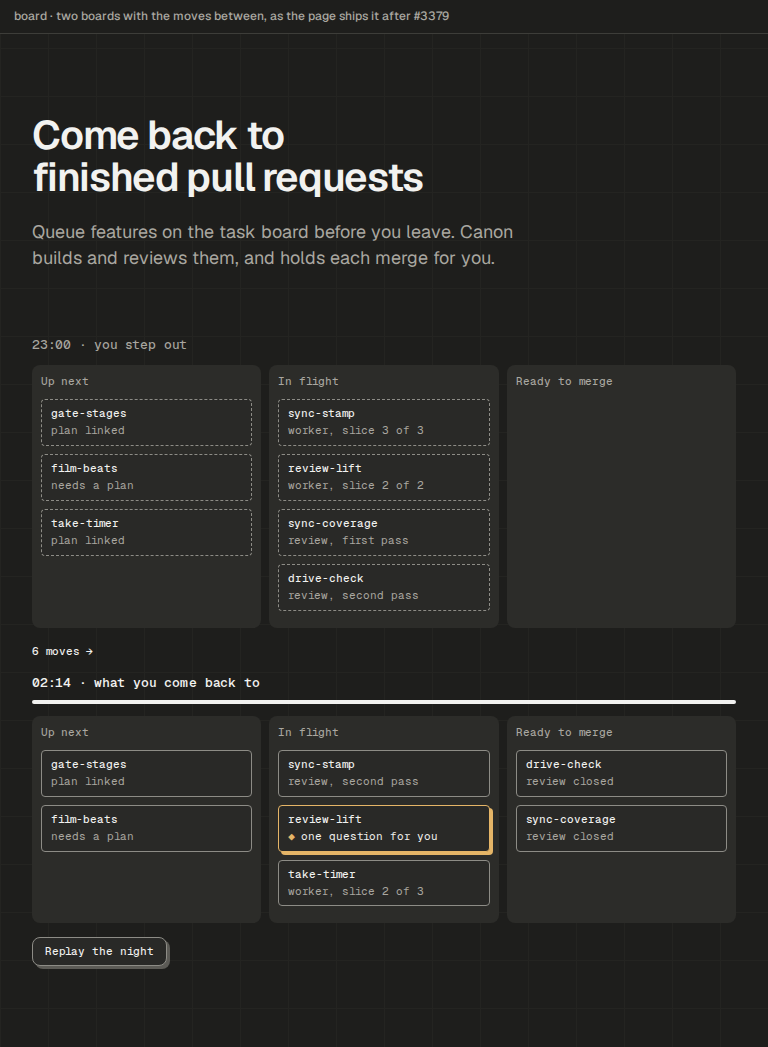 board · two boards with the moves between, as the page ships it after #3379
Come back to
finished pull requests
Queue features on the task board before you leave. Canon
builds and reviews them, and holds each merge for you.
23:00 · you step out
Up next
gate-stages
plan linked
film-beats
needs a plan
take-timer
plan linked
In flight
sync-stamp
worker, slice 3 of 3
review-lift
worker, slice 2 of 2
sync-coverage
review, first pass
drive-check
review, second pass
Ready to merge
6 moves →
02:14 · what you come back to
Up next
gate-stages
plan linked
film-beats
needs a plan
In flight
sync-stamp
review, second pass
review-lift
◆ one question for you
take-timer
worker, slice 2 of 3
Ready to merge
drive-check
review closed
sync-coverage
review closed
Replay the night